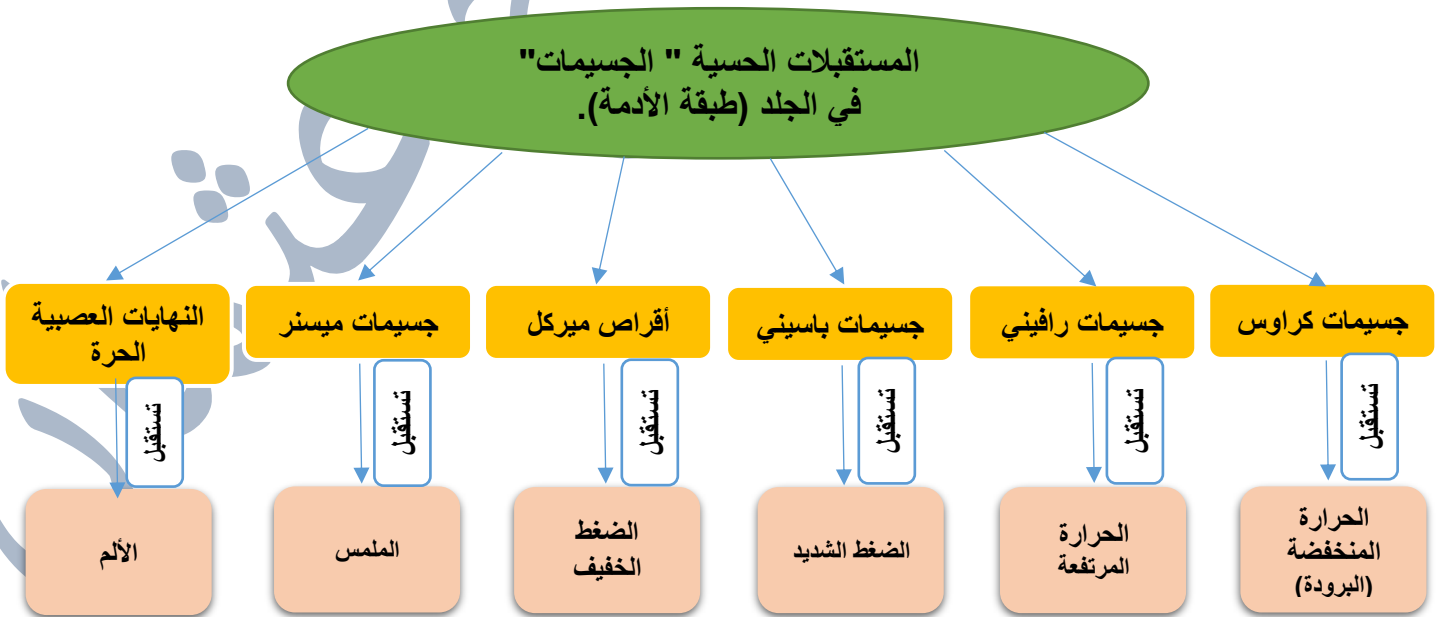 المستقبلات الحسية " الجسيمات"
في الجلد (طبقة الأدمة).
جسيمات كراوس
جسيمات رافيني
جسيمات باسيني
أقراص ميركل
جسيمات ميسنر
النهايات العصبية
الحرة
تستقبل
تستقبل
تستقبل
تستقبل
تستقبل
تستقبل
الحرارة
المنخفضة
(البرودة)
الحرارة
المرتفعة
الضغط الشديد
الضغط
الخفيف
الملمس
الألم